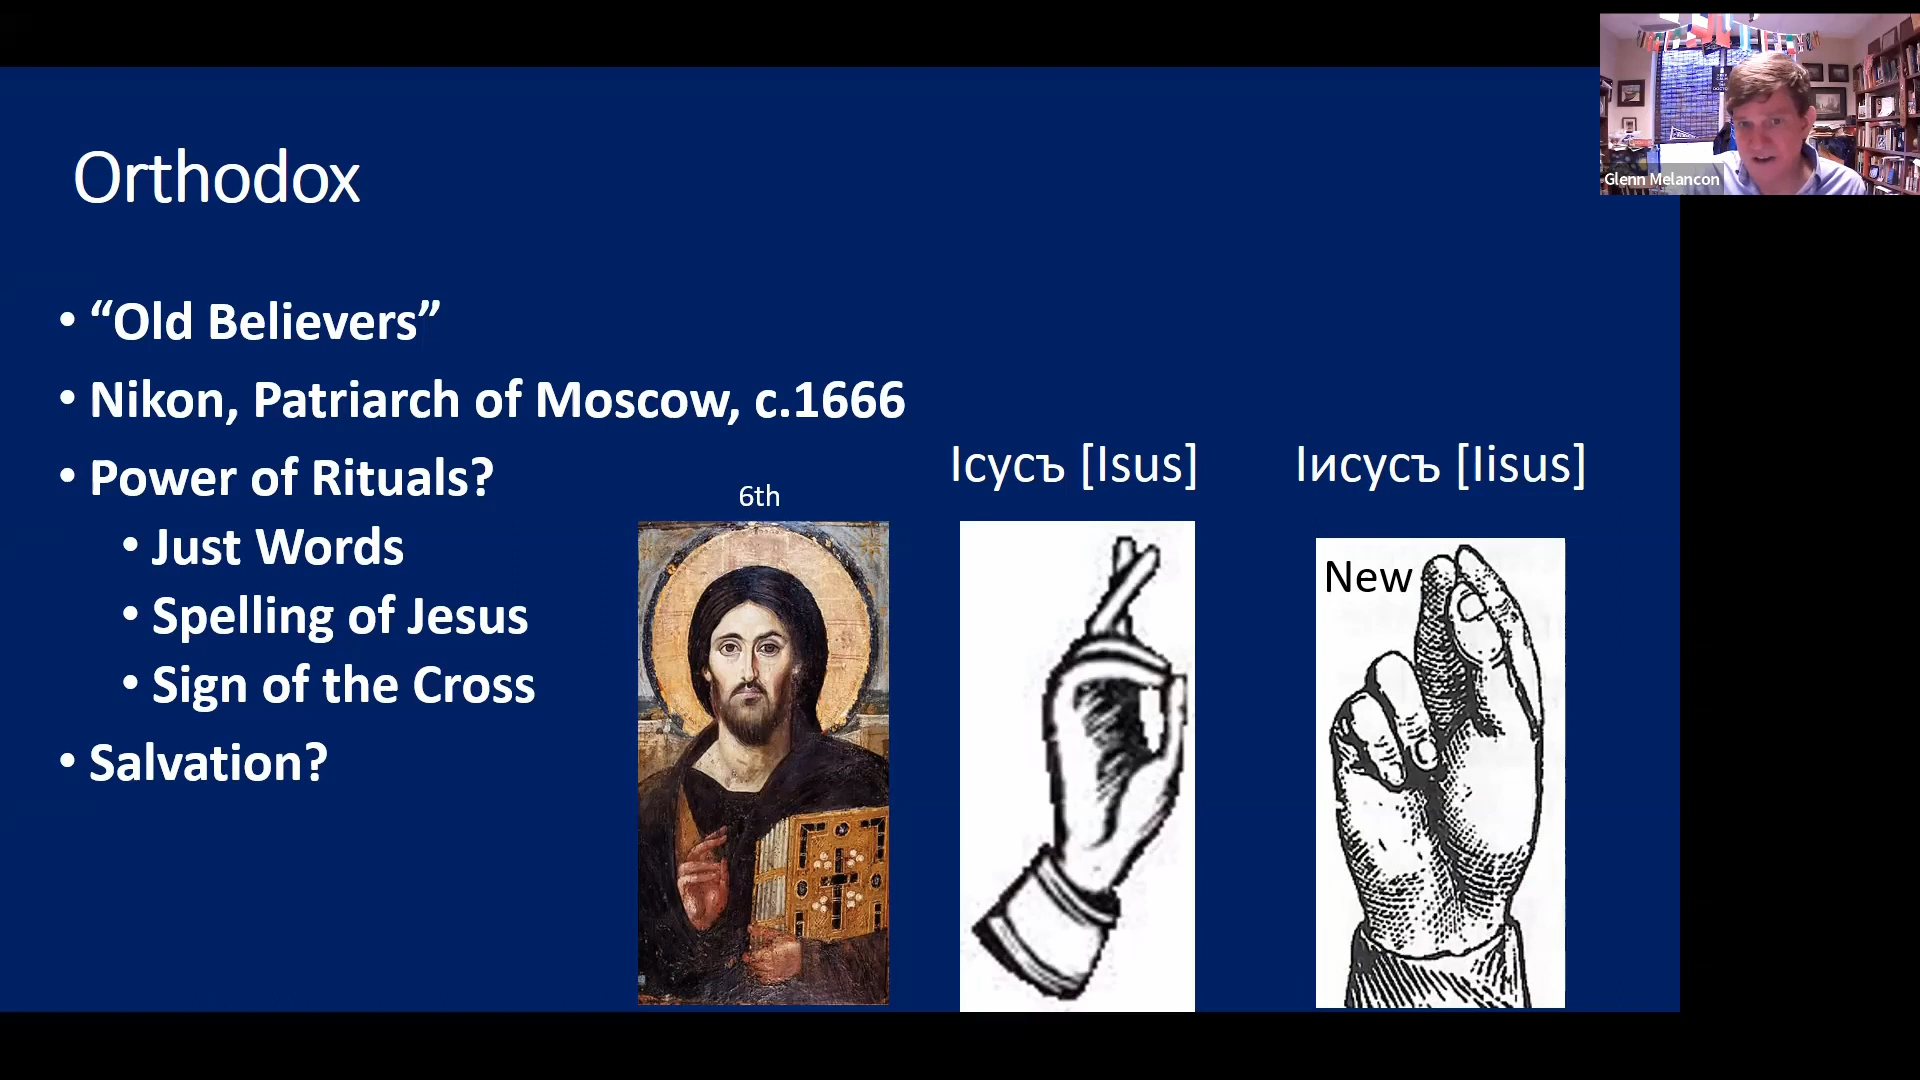 Orthodox
• “Old Believers”
• Nikon, Patriarch of Moscow, c.1666
• Power of Rituals?
• Just Words
• Spelling of Jesus
• Sign of the Cross
• Salvation?
6th
Ісусъ [Isus]
Іисусъ [Iisus]
New
Glenn Melancon